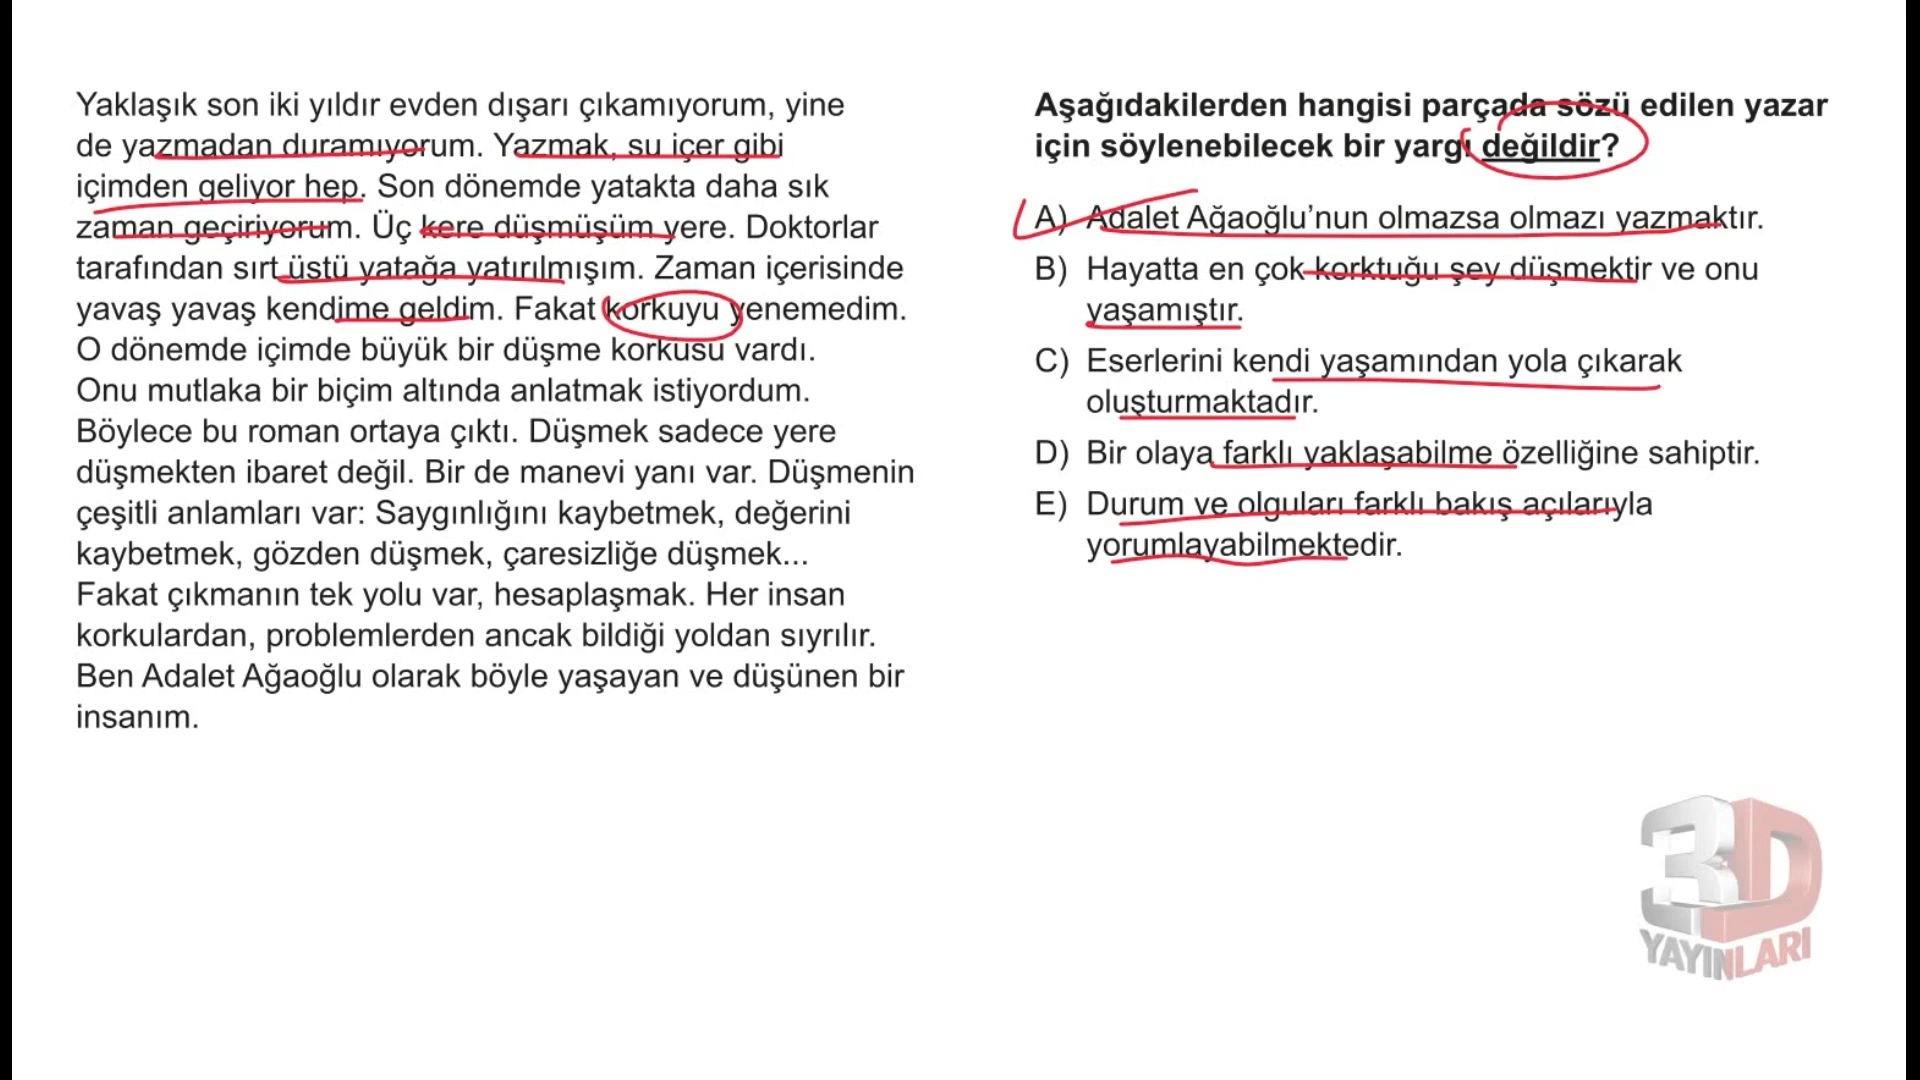 Yaklaşık son iki yıldır evden dışarı çıkamıyorum, yine
de yazmadan duramıyorum. Yazmak, su içer gibi
içimden geliyor hep. Son dönemde yatakta daha sık
zaman geçiriyorum. Üç kere düşmüşüm yere. Doktorlar
tarafından sırt üstü yatağa yatırılmışım. Zaman içerisinde
yavaş yavaş kendime geldim. Fakat korkuyu yenemedim.
O dönemde içimde büyük bir düşme korkusu vardı.
Onu mutlaka bir biçim altında anlatmak istiyordum.
Böylece bu roman ortaya çıktı. Düşmek sadece yere
düşmekten ibaret değil. Bir de manevi yanı var. Düşmenin
çeşitli anlamları var: Saygınlığını kaybetmek, değerini
kaybetmek, gözden düşmek, çaresizliğe düşmek...
Fakat çıkmanın tek yolu var, hesaplaşmak. Her insan
korkulardan, problemlerden ancak bildiği yoldan sıyrılır.
Ben Adalet Ağaoğlu olarak böyle yaşayan ve düşünen bir
insanım.
Aşağıdakilerden hangisi parçada sözü edilen yazar
için söylenebilecek bir yargı değildir?
A) Adalet Ağaoğlu’nun olmazsa olmazı yazmaktır.
B) Hayatta en çok korktuğu şey düşmektir ve onu
yaşamıştır.
C) Eserlerini kendi yaşamından yola çıkarak
oluşturmaktadır.
D) Bir olaya farklı yaklaşabilme özelliğine sahiptir.
E) Durum ve olguları farklı bakış açılarıyla
yorumlayabilmektedir.
3D
YAYINLARI